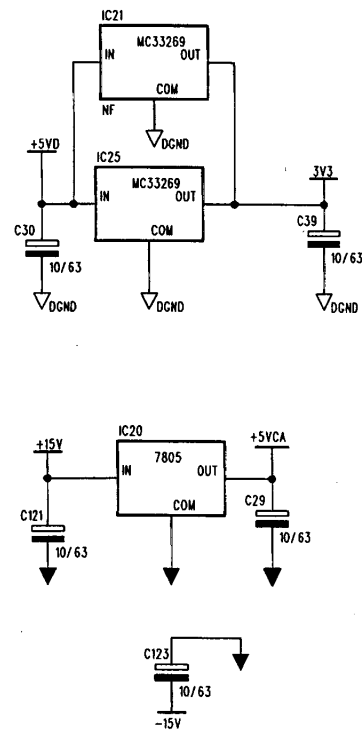 IC21
MC33269
IN OUT
COM
NF
DGND
+5VD
IC25
MC33269
IN OUT
COM
3V3
C30
10/63
C39
10/63
DGND
DGND
DGND
IC20
7805
IN OUT
COM
+15V
+5VCA
C121
10/63
C29
10/63
C123
10/63
-15V